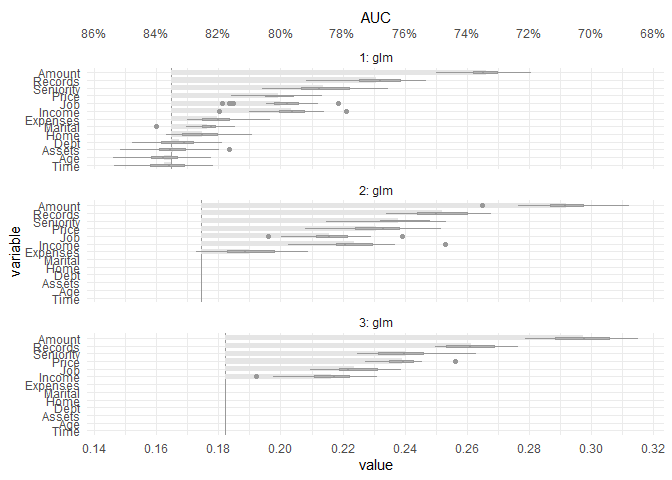 AUC
86% 84% 82% 80% 78% 76% 74% 72% 70% 68%
1: glm
Amount
Records
Seniority
Price
Job
Income
Expenses
Marital
Home
Debt
Assets
Age
Time
2: glm
Amount
Records
Seniority
Price
Job
Income
Expenses
Marital
Home
Debt
Assets
Age
Time
variable
3: glm
Amount
Records
Seniority
Price
Job
Income
Expenses
Marital
Home
Debt
Assets
Age
Time
0.14 0.16 0.18 0.20 0.22 0.24 0.26 0.28 0.30 0.32
value